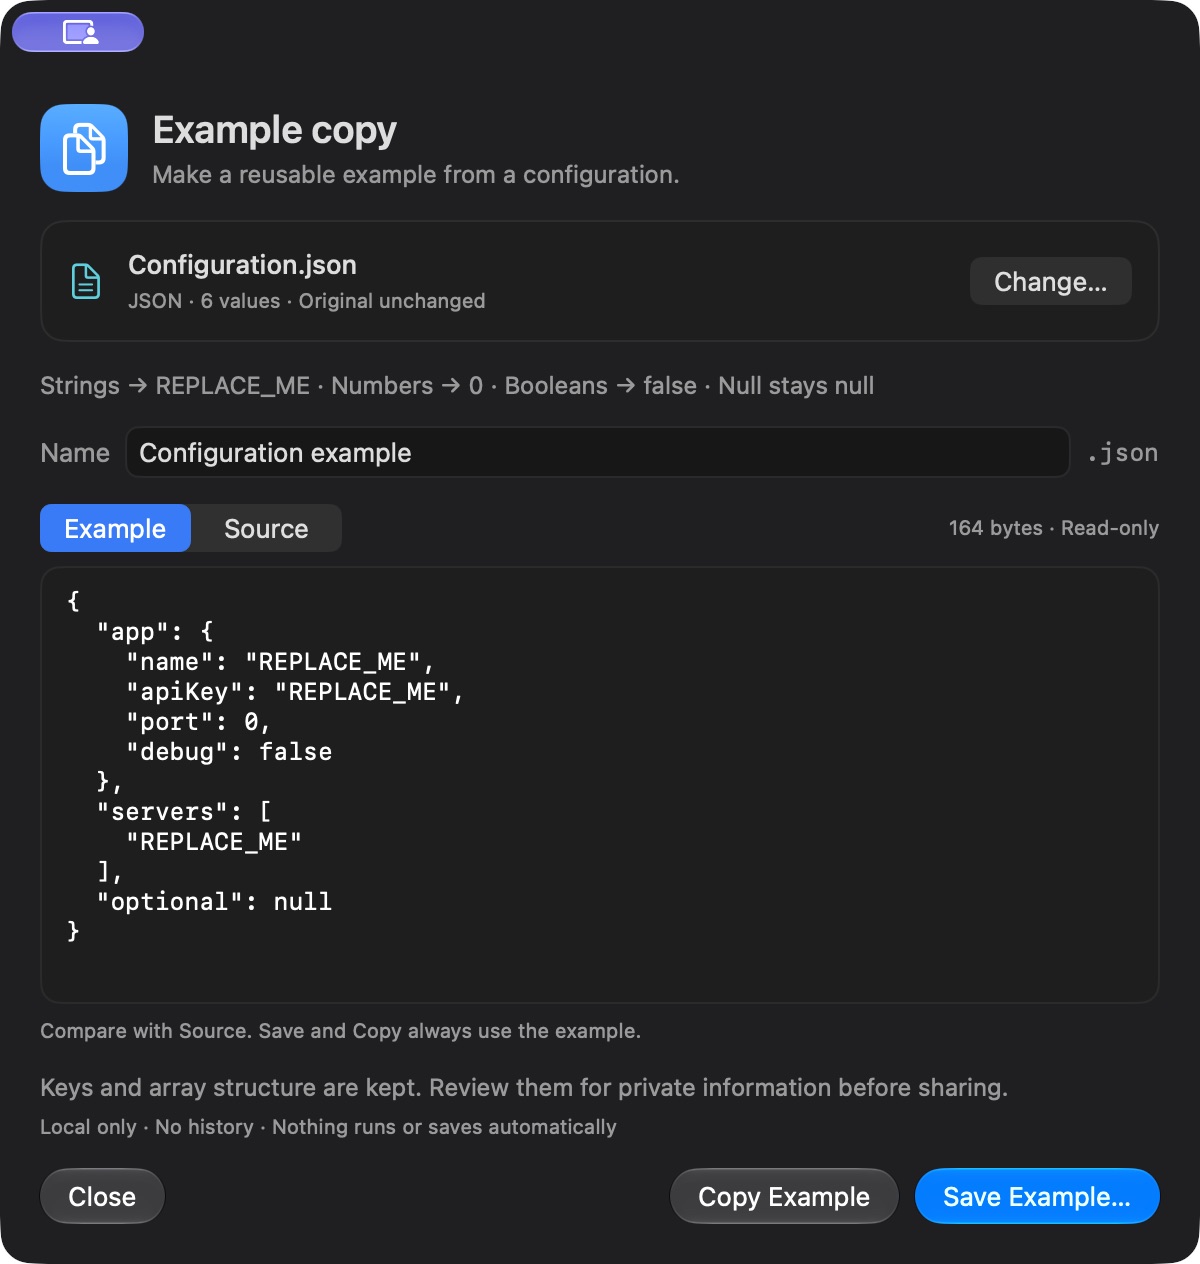 Example copy
Make a reusable example from a configuration.
Configuration.json
JSON · 6 values · Original unchanged
Change...
Strings → REPLACE_ME · Numbers → 0 · Booleans → false · Null stays null
Name Configuration example .json
Example Source 164 bytes · Read-only
{
  "app": {
    "name": "REPLACE_ME",
    "apiKey": "REPLACE_ME",
    "port": 0,
    "debug": false
  },
  "servers": [
    "REPLACE_ME"
  ],
  "optional": null
}
Compare with Source. Save and Copy always use the example.
Keys and array structure are kept. Review them for private information before sharing.
Local only · No history · Nothing runs or saves automatically
Close Copy Example Save Example...